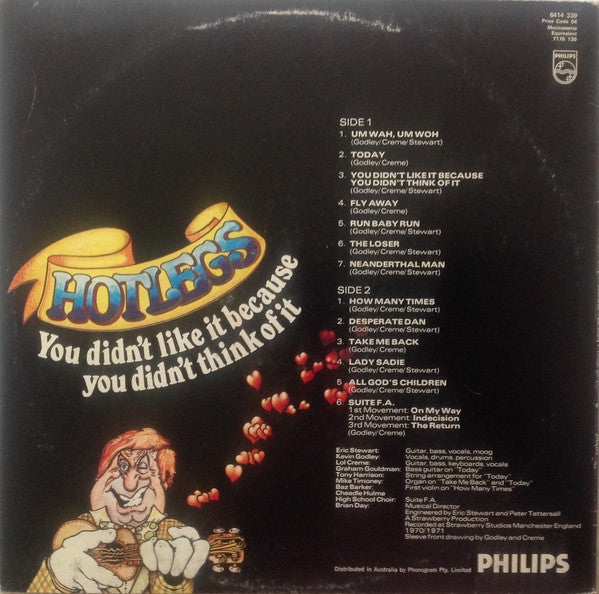 6414 339
Price Code 04
Musicassette
Equivalent
7176 139
PHILIPS
SIDE 1
1. UM WAH, UM WOH
(Godley/Creme/Stewart)
2. TODAY
(Godley/Creme)
3. YOU DIDN'T LIKE IT BECAUSE
YOU DIDN'T THINK OF IT
(Godley/Creme/Stewart)
4. FLY AWAY
(Godley/Creme)
5. RUN BABY RUN
(Godley/Creme/Stewart)
6. THE LOSER
(Godley/Creme/Stewart)
7. NEANDERTHAL MAN
(Godley/Creme/Stewart)
SIDE 2
1. HOW MANY TIMES
(Godley/Creme/Stewart)
2. DESPERATE DAN
(Godley/Creme/Stewart)
3. TAKE ME BACK
(Godley/Creme)
4. LADY SADIE
(Godley/Creme/Stewart)
5. ALL GOD'S CHILDREN
(Godley/Creme/Stewart)
6. SUITE F.A.
1st Movement: On My Way
2nd Movement: Indecision
3rd Movement: The Return
(Godley/Creme)
HOTLEGS
You didn't like it because
you didn't think of it
Eric Stewart: Guitar, bass, vocals, moog
Kevin Godley: Vocals, drums, percussion
Lol Creme: Guitar, bass, keyboards, vocals
Graham Gouldman: Bass guitar on "Today"
Tony Harrison: String arrangement for "Today"
Mike Timoney: Organ on "Take Me Back" and "Today"
Baz Barker: First violin on "How Many Times"
Cheadle Hulme
High School Choir: Suite F.A.
Brian Day: Musical Director
Engineered by Eric Stewart and Peter Tattersall
A Strawberry Production
Recorded at Strawberry Studios Manchester England
1970/1971
Sleeve front drawing by Godley and Creme
Distributed in Australia by Phonogram Pty. Limited
PHILIPS